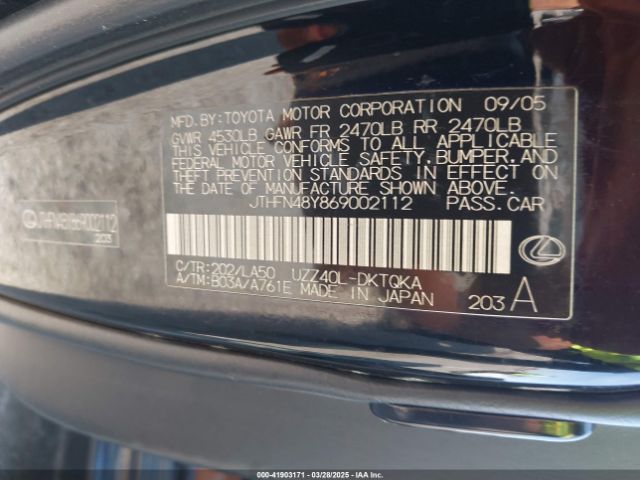 MFD.BY:TOYOTA MOTOR CORPORATION 09/05
GVWR 4530LB GAWR FR 2470LB RR 2470LB
THIS VEHICLE CONFORMS TO ALL APPLICABLE
FEDERAL MOTOR VEHICLE SAFETY,BUMPER,AND
THEFT PREVENTION STANDARDS IN EFFECT ON
THE DATE OF MANUFACTURE SHOWN ABOVE.
JTHFN48Y869002112 PASS.CAR
C/TR:202/LA50 UZZ40L-DKTQKA
A/TM:B03A/A761E MADE IN JAPAN 203 A
JTHFN48Y869002112
203
000-41903171 | 03/28/2025 | IAA, Inc.